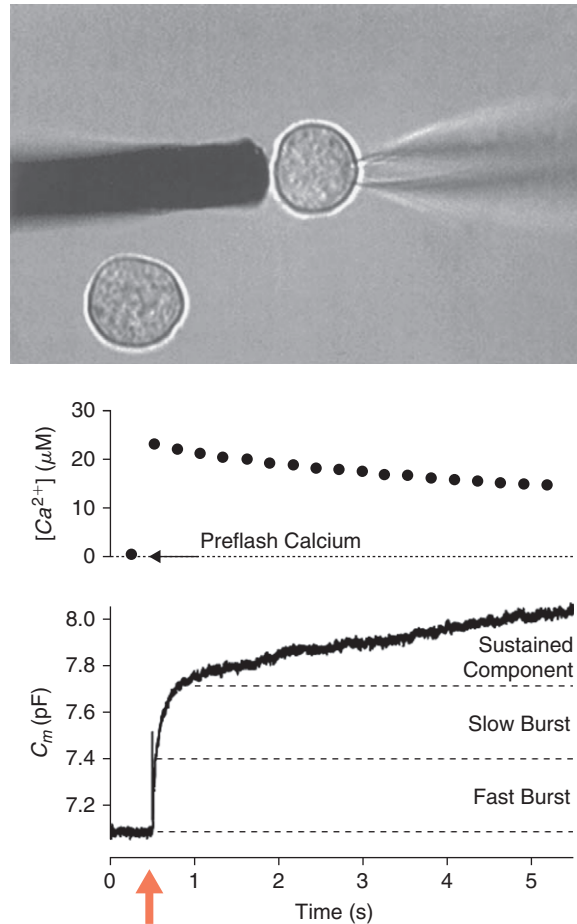 30
20
10
0
[Ca²⁺] (μM)
Preflash Calcium
8.0
7.8
7.6
7.4
7.2
C_m (pF)
Sustained
Component
Slow Burst
Fast Burst
0 1 2 3 4 5
Time (s)